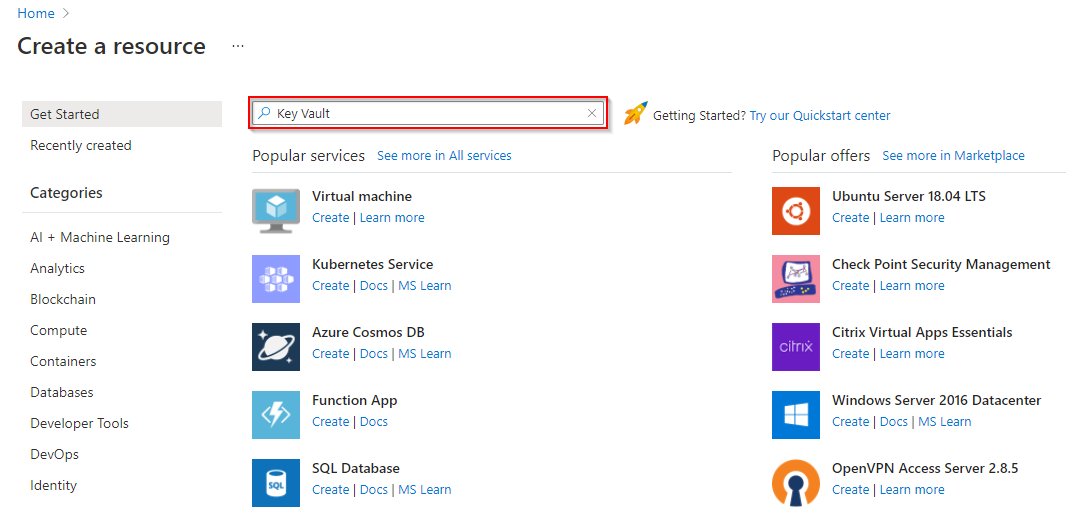 Home >
Create a resource ...
Get Started
Recently created
Categories
AI + Machine Learning
Analytics
Blockchain
Compute
Containers
Databases
Developer Tools
DevOps
Identity
Key Vault
Getting Started? Try our Quickstart center
Popular services See more in All services
Virtual machine
Create | Learn more
Kubernetes Service
Create | Docs | MS Learn
Azure Cosmos DB
Create | Docs | MS Learn
Function App
Create | Docs
SQL
SQL Database
Create | Docs | MS Learn
Popular offers See more in Marketplace
Ubuntu Server 18.04 LTS
Create | Learn more
Check Point Security Management
Create | Learn more
citrix
Citrix Virtual Apps Essentials
Create | Learn more
Windows Server 2016 Datacenter
Create | Docs | MS Learn
OpenVPN Access Server 2.8.5
Create | Learn more